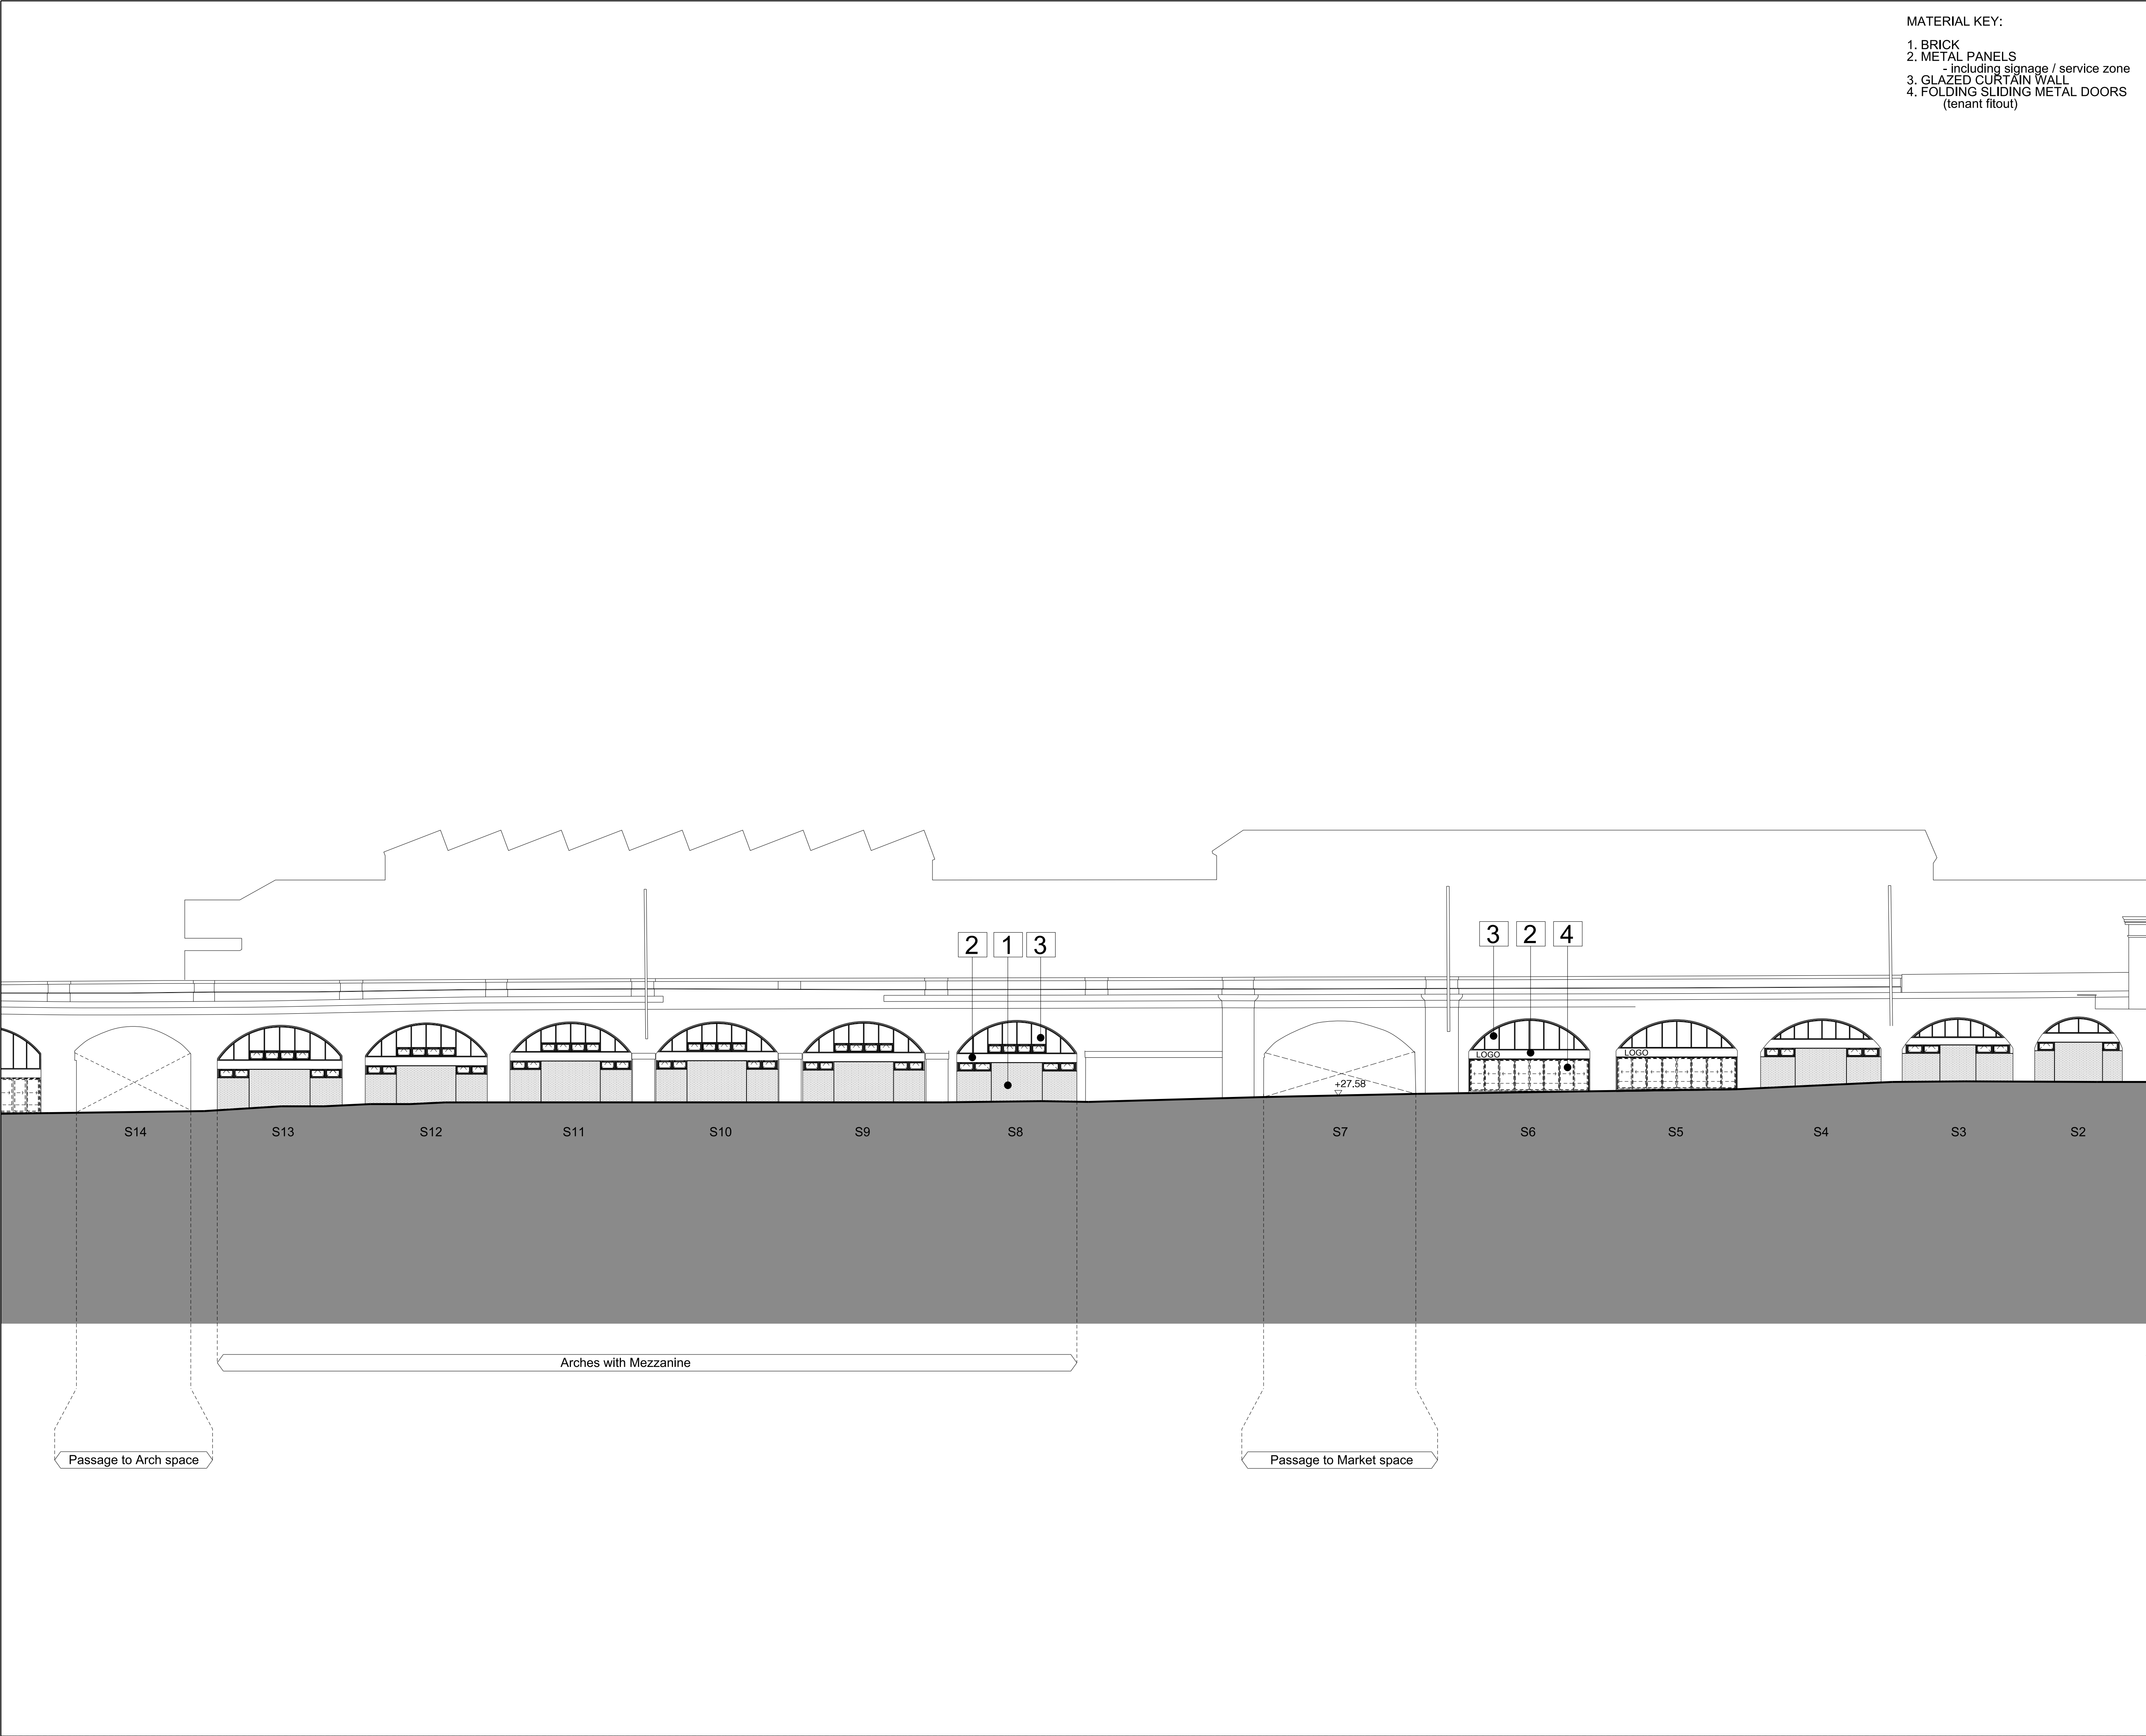 MATERIAL KEY:
1. BRICK
2. METAL PANELS
- including signage / service zone
3. GLAZED CURTAIN WALL
4. FOLDING SLIDING METAL DOORS
(tenant fitout)
2 1 3
3 2 4
LOGO
LOGO
+27.58
S14 S13 S12 S11 S10 S9 S8 S7 S6 S5 S4 S3 S2
Arches with Mezzanine
Passage to Arch space
Passage to Market space